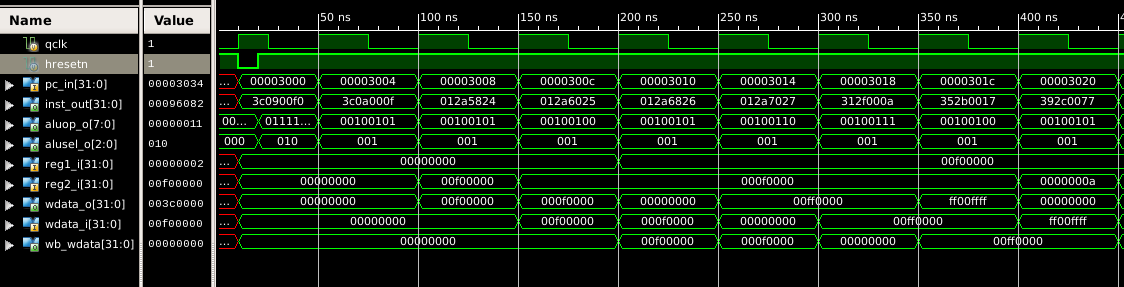 Name Value 50 ns 100 ns 150 ns 200 ns 250 ns 300 ns 350 ns 400 ns 4
qclk 1
hresetn 1
pc_in[31:0] 00003034 ... 00003000 00003004 00003008 0000300c 00003010 00003014 00003018 0000301c 00003020
inst_out[31:0] 00096082 ... 3c0900f0 3c0a000f 012a5824 012a6025 012a6826 012a7027 312f000a 352b0017 392c0077
aluop_o[7:0] 00000011 00... 01111... 00100101 00100101 00100100 00100101 00100110 00100111 00100100 00100101
alusel_o[2:0] 010 000 010 001 001 001 001 001 001 001 001
reg1_i[31:0] 00000002 ... 00000000 00f00000
reg2_i[31:0] 00f00000 ... 00000000 00f00000 000f0000 0000000a
wdata_o[31:0] 003c0000 ... 00000000 00f00000 000f0000 00000000 00ff0000 ff00ffff 00000000
wdata_i[31:0] 00f00000 ... 00000000 00f00000 000f0000 00000000 00ff0000 ff00ffff
wb_wdata[31:0] 00000000 ... 00000000 00f00000 000f0000 00000000 00ff0000